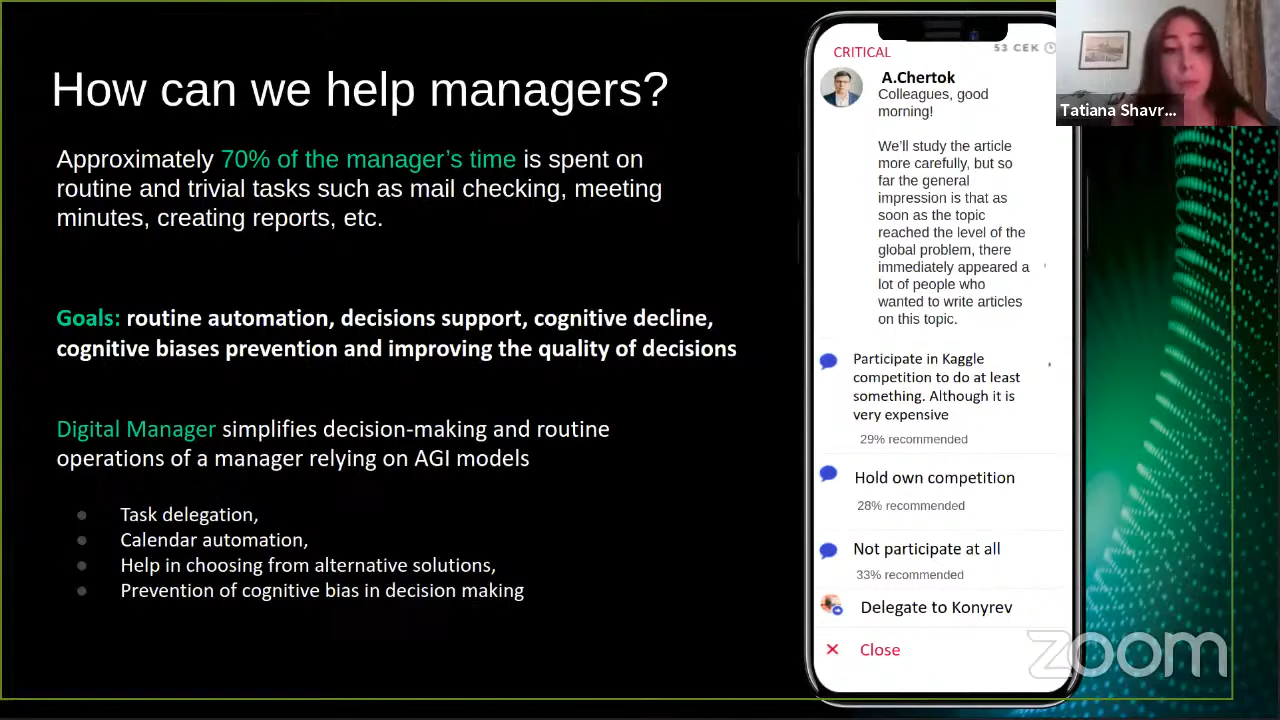 How can we help managers?
Approximately 70% of the manager's time is spent on
routine and trivial tasks such as mail checking, meeting
minutes, creating reports, etc.
Goals: routine automation, decisions support, cognitive decline,
cognitive biases prevention and improving the quality of decisions
Digital Manager simplifies decision-making and routine
operations of a manager relying on AGI models
Task delegation,
Calendar automation,
Help in choosing from alternative solutions,
Prevention of cognitive bias in decision making
CRITICAL
53 СЕК
A.Chertok
Colleagues, good
morning!
We'll study the article
more carefully, but so
far the general
impression is that as
soon as the topic
reached the level of the
global problem, there
immediately appeared a
lot of people who
wanted to write articles
on this topic.
Participate in Kaggle
competition to do at least
something. Although it is
very expensive
29% recommended
Hold own competition
28% recommended
Not participate at all
33% recommended
Delegate to Konyrev
Close
Tatiana Shavr...
zoom